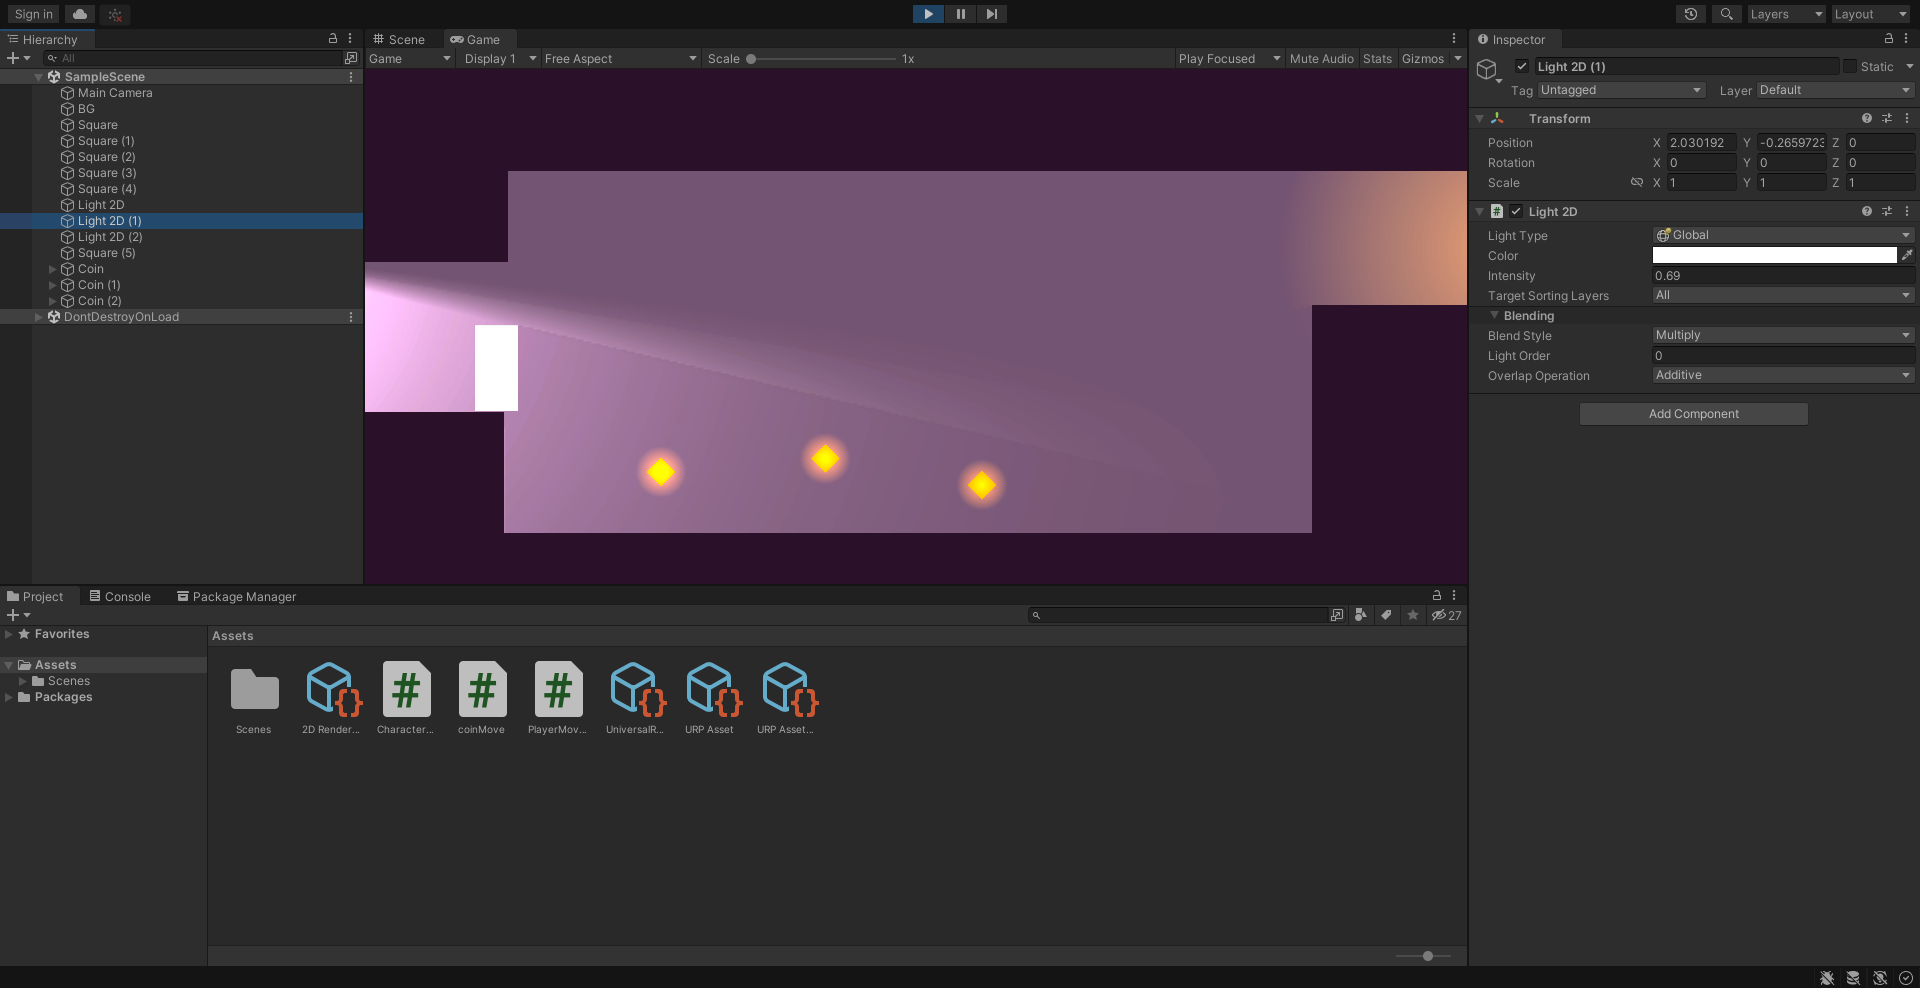 Sign in
Layers
Layout
Hierarchy
All
SampleScene
Main Camera
BG
Square
Square (1)
Square (2)
Square (3)
Square (4)
Light 2D
Light 2D (1)
Light 2D (2)
Square (5)
Coin
Coin (1)
Coin (2)
DontDestroyOnLoad
Scene
Game
Game
Display 1
Free Aspect
Scale
1x
Play Focused
Mute Audio
Stats
Gizmos
Inspector
Light 2D (1)
Static
Tag
Untagged
Layer
Default
Transform
Position
X 2.030192 Y -0.265972 Z 0
Rotation
X 0 Y 0 Z 0
Scale
X 1 Y 1 Z 1
Light 2D
Light Type
Global
Color
Intensity
0.69
Target Sorting Layers
All
Blending
Blend Style
Multiply
Light Order
0
Overlap Operation
Additive
Add Component
Project
Console
Package Manager
27
Favorites
Assets
Scenes
Packages
Assets
Scenes
2D Render...
Character...
coinMove
PlayerMov...
UniversalR...
URP Asset
URP Asset...